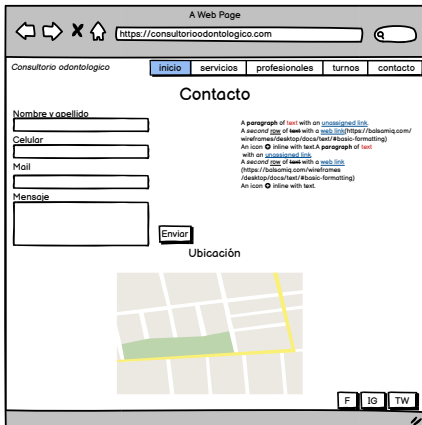 A Web Page
https://consultorioodontologico.com
Consultorio odontologico
inicio servicios profesionales turnos contacto
Contacto
Nombre y apellido
Celular
Mail
Mensaje
A paragraph of text with an unassigned link.
A second row of text with a web link(https://balsamiq.com/
wireframes/desktop/docs/text/#basic-formatting)
An icon inline with text.A paragraph of text
with an unassigned link.
A second row of text with a web link
(https://balsamiq.com/wireframes
/desktop/docs/text/#basic-formatting)
An icon inline with text.
Enviar
Ubicación
F IG TW